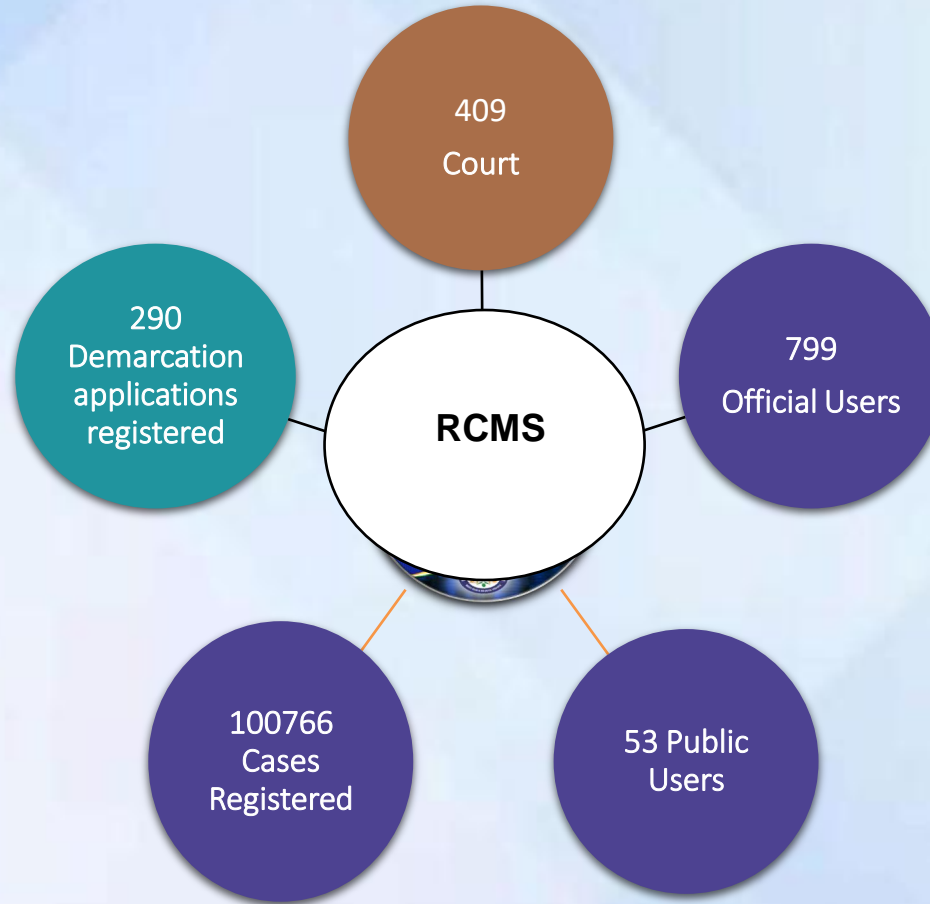 409
Court
290
Demarcation
applications
registered
799
Official Users
RCMS
100766
Cases
Registered
53 Public
Users